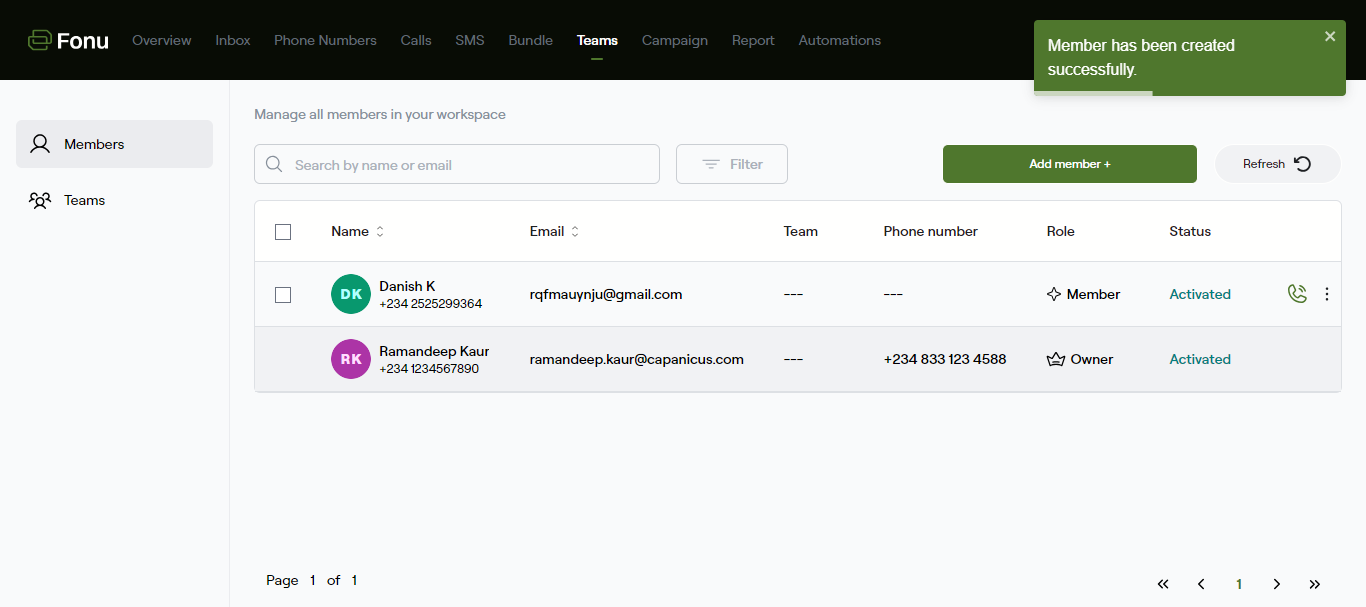 Fonu Overview Inbox Phone Numbers Calls SMS Bundle Teams Campaign Report Automations
Member has been created
successfully.
Manage all members in your workspace
Members
Teams
Search by name or email
Filter
Add member +
Refresh
Name Email Team Phone number Role Status
DK Danish K
+234 2525299364
rqfmauynju@gmail.com --- --- Member Activated
RK Ramandeep Kaur
+234 1234567890
ramandeep.kaur@capanicus.com --- +234 833 123 4588 Owner Activated
Page 1 of 1
1